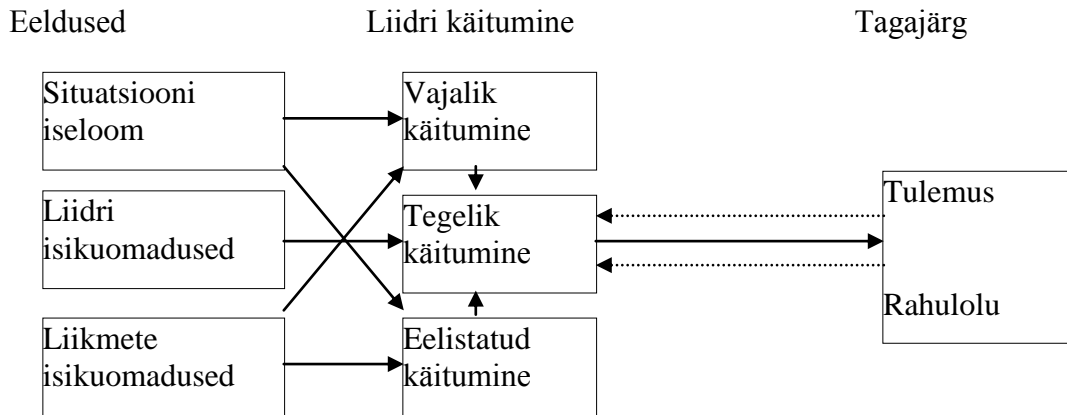 Eeldused
Liidri käitumine
Tagajärg
Situatsiooni
iseloom
Vajalik
käitumine
Liidri
isikuomadused
Tegelik
käitumine
Tulemus
Rahulolu
Liikmete
isikuomadused
Eelistatud
käitumine